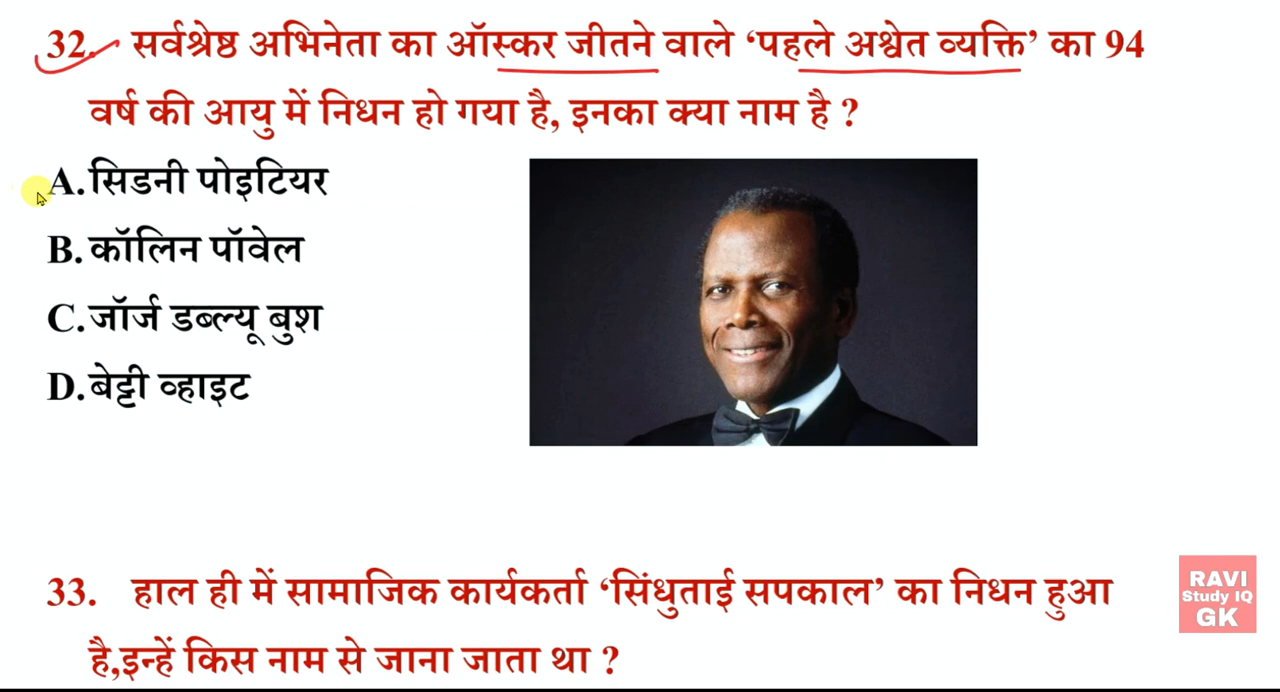 32. सर्वश्रेष्ठ अभिनेता का ऑस्कर जीतने वाले ‘पहले अश्वेत व्यक्ति’ का 94
वर्ष की आयु में निधन हो गया है, इनका क्या नाम है ?
A. सिडनी पोइटियर
B. कॉलिन पॉवेल
C. जॉर्ज डब्ल्यू बुश
D. बेट्टी व्हाइट
33. हाल ही में सामाजिक कार्यकर्ता ‘सिंधुताई सपकाल’ का निधन हुआ
है,इन्हें किस नाम से जाना जाता था ?
RAVI
Study IQ
GK